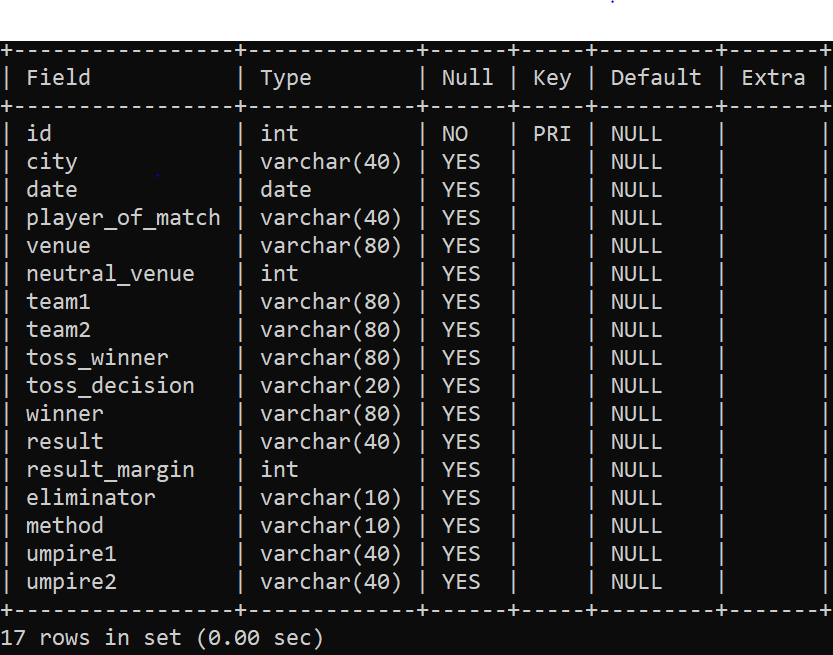 +-----------------+-------------+------+-----+---------+-------+
| Field           | Type        | Null | Key | Default | Extra |
+-----------------+-------------+------+-----+---------+-------+
| id              | int         | NO   | PRI | NULL    |       |
| city            | varchar(40) | YES  |     | NULL    |       |
| date            | date        | YES  |     | NULL    |       |
| player_of_match | varchar(40) | YES  |     | NULL    |       |
| venue           | varchar(80) | YES  |     | NULL    |       |
| neutral_venue   | int         | YES  |     | NULL    |       |
| team1           | varchar(80) | YES  |     | NULL    |       |
| team2           | varchar(80) | YES  |     | NULL    |       |
| toss_winner     | varchar(80) | YES  |     | NULL    |       |
| toss_decision   | varchar(20) | YES  |     | NULL    |       |
| winner          | varchar(80) | YES  |     | NULL    |       |
| result          | varchar(40) | YES  |     | NULL    |       |
| result_margin   | int         | YES  |     | NULL    |       |
| eliminator      | varchar(10) | YES  |     | NULL    |       |
| method          | varchar(10) | YES  |     | NULL    |       |
| umpire1         | varchar(40) | YES  |     | NULL    |       |
| umpire2         | varchar(40) | YES  |     | NULL    |       |
+-----------------+-------------+------+-----+---------+-------+
17 rows in set (0.00 sec)